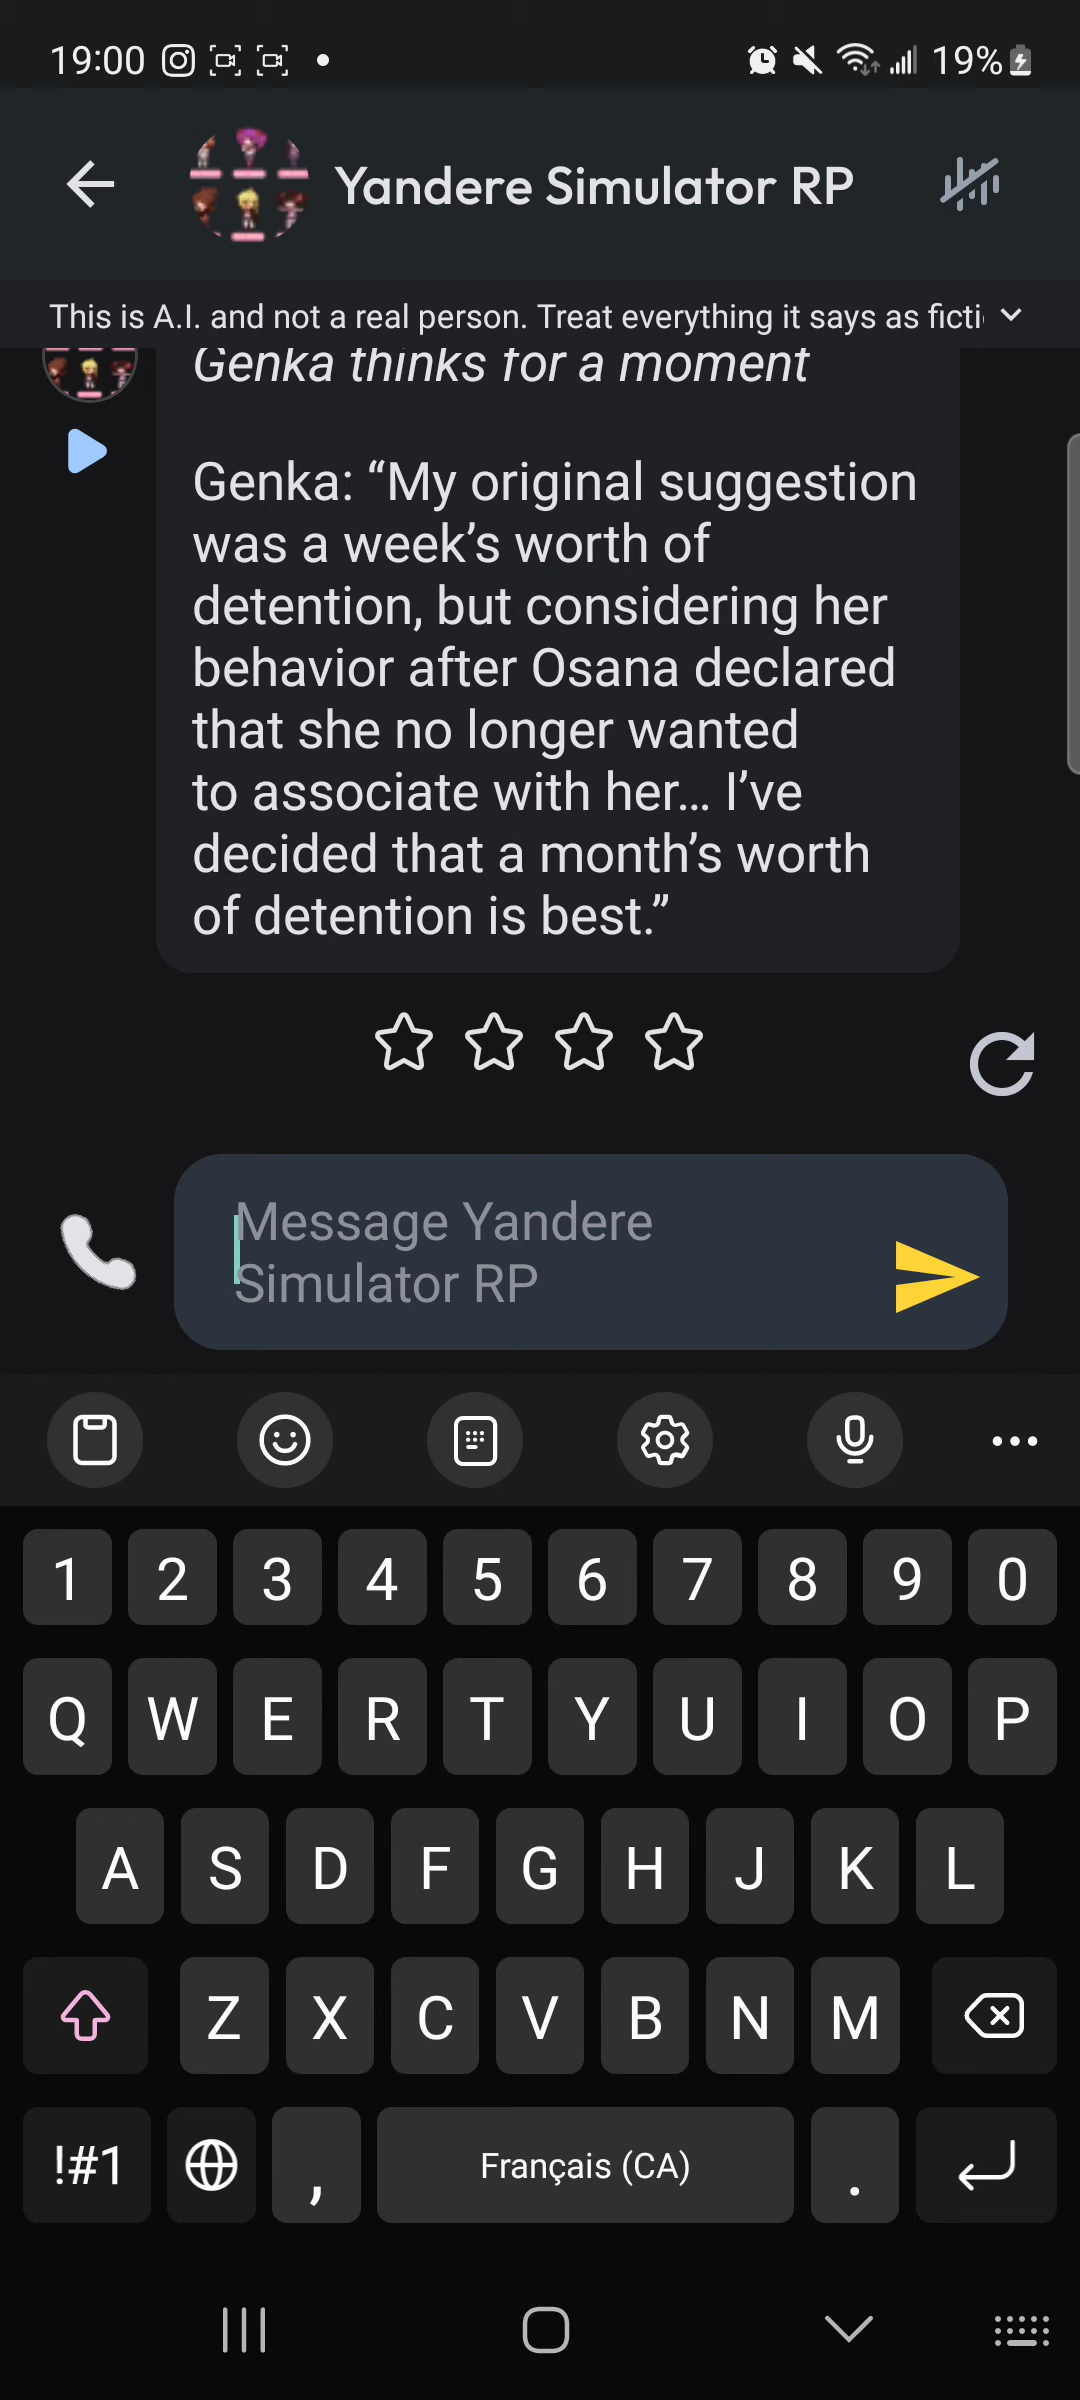 19:00 19%
Yandere Simulator RP
This is A.I. and not a real person. Treat everything it says as ficti
Genka thinks for a moment
Genka: “My original suggestion
was a week’s worth of
detention, but considering her
behavior after Osana declared
that she no longer wanted
to associate with her... I’ve
decided that a month’s worth
of detention is best.”
Message Yandere
Simulator RP
1 2 3 4 5 6 7 8 9 0
Q W E R T Y U I O P
A S D F G H J K L
Z X C V B N M
!#1 , Français (CA) .